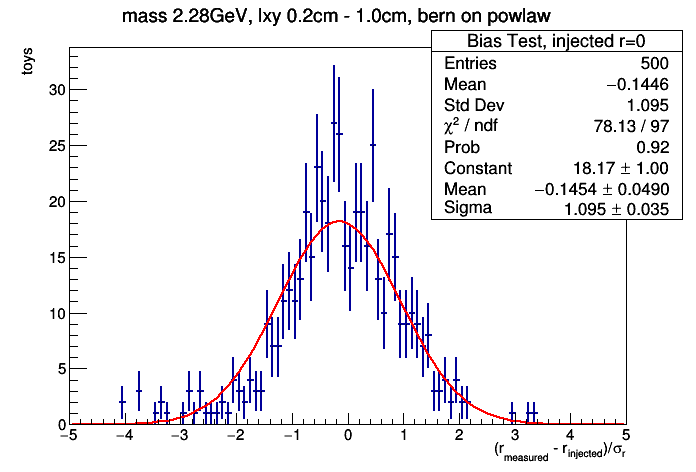 mass 2.28GeV, lxy 0.2cm - 1.0cm, bern on powlaw
Bias Test, injected r=0
Entries 500
Mean −0.1446
Std Dev 1.095
χ² / ndf 78.13 / 97
Prob 0.92
Constant 18.17 ± 1.00
Mean −0.1454 ± 0.0490
Sigma 1.095 ± 0.035
toys
30
25
20
15
10
5
0
−5 −4 −3 −2 −1 0 1 2 3 4 5
(r_measured - r_injected)/σ_r